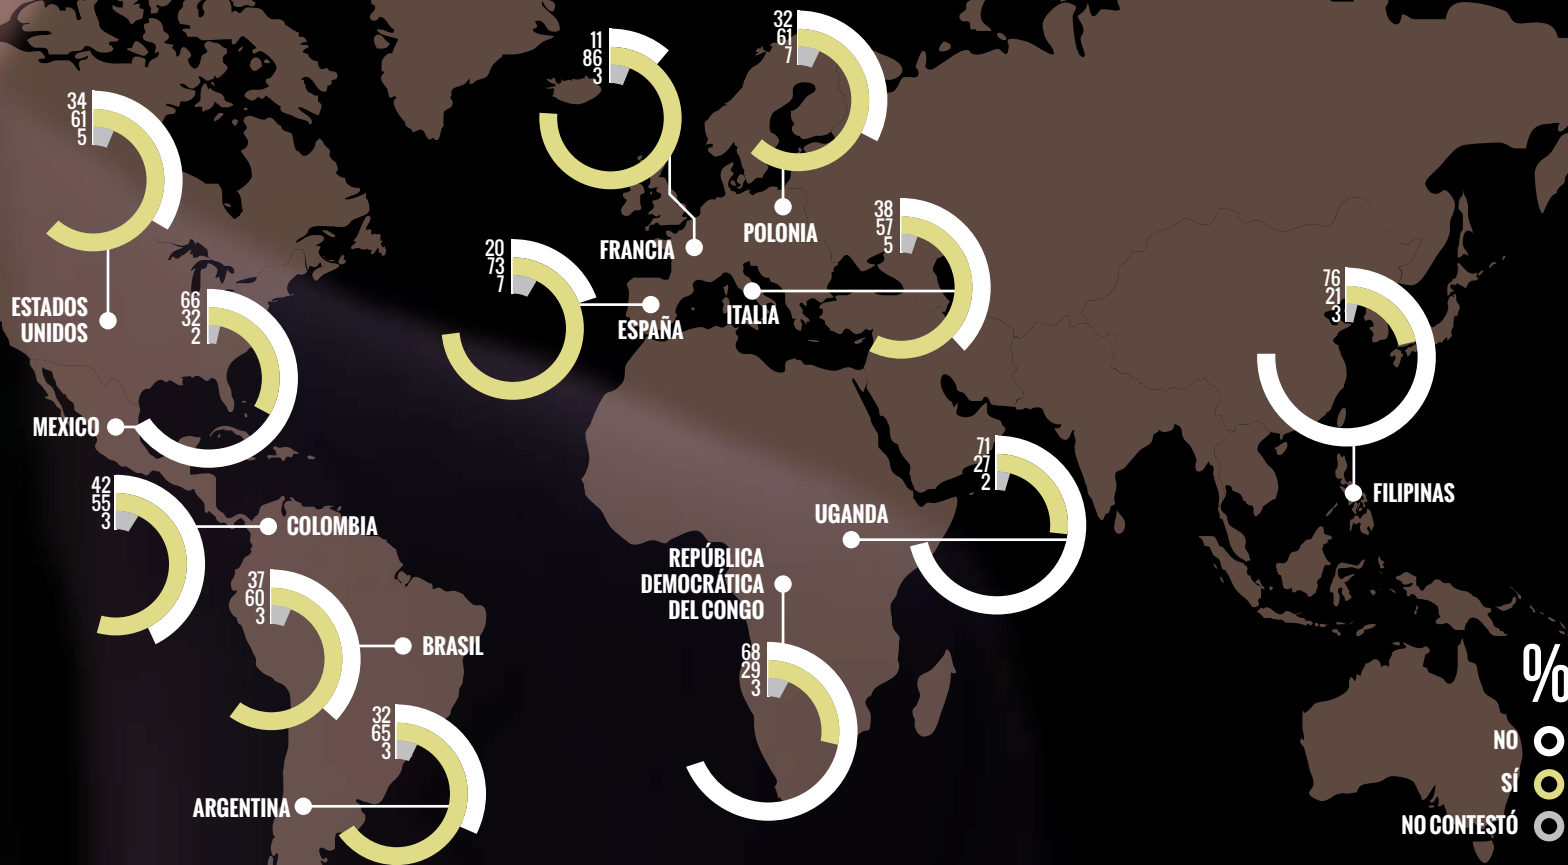 11
86
3
32
61
7
34
61
5
38
57
5
FRANCIA
POLONIA
20
73
7
ESPAÑA
ITALIA
76
21
3
ESTADOS
UNIDOS
66
32
2
MEXICO
71
27
2
FILIPINAS
42
55
3
COLOMBIA
UGANDA
REPÚBLICA
DEMOCRÁTICA
DEL CONGO
37
60
3
BRASIL
68
29
3
32
65
3
ARGENTINA
%
NO
SÍ
NO CONTESTÓ